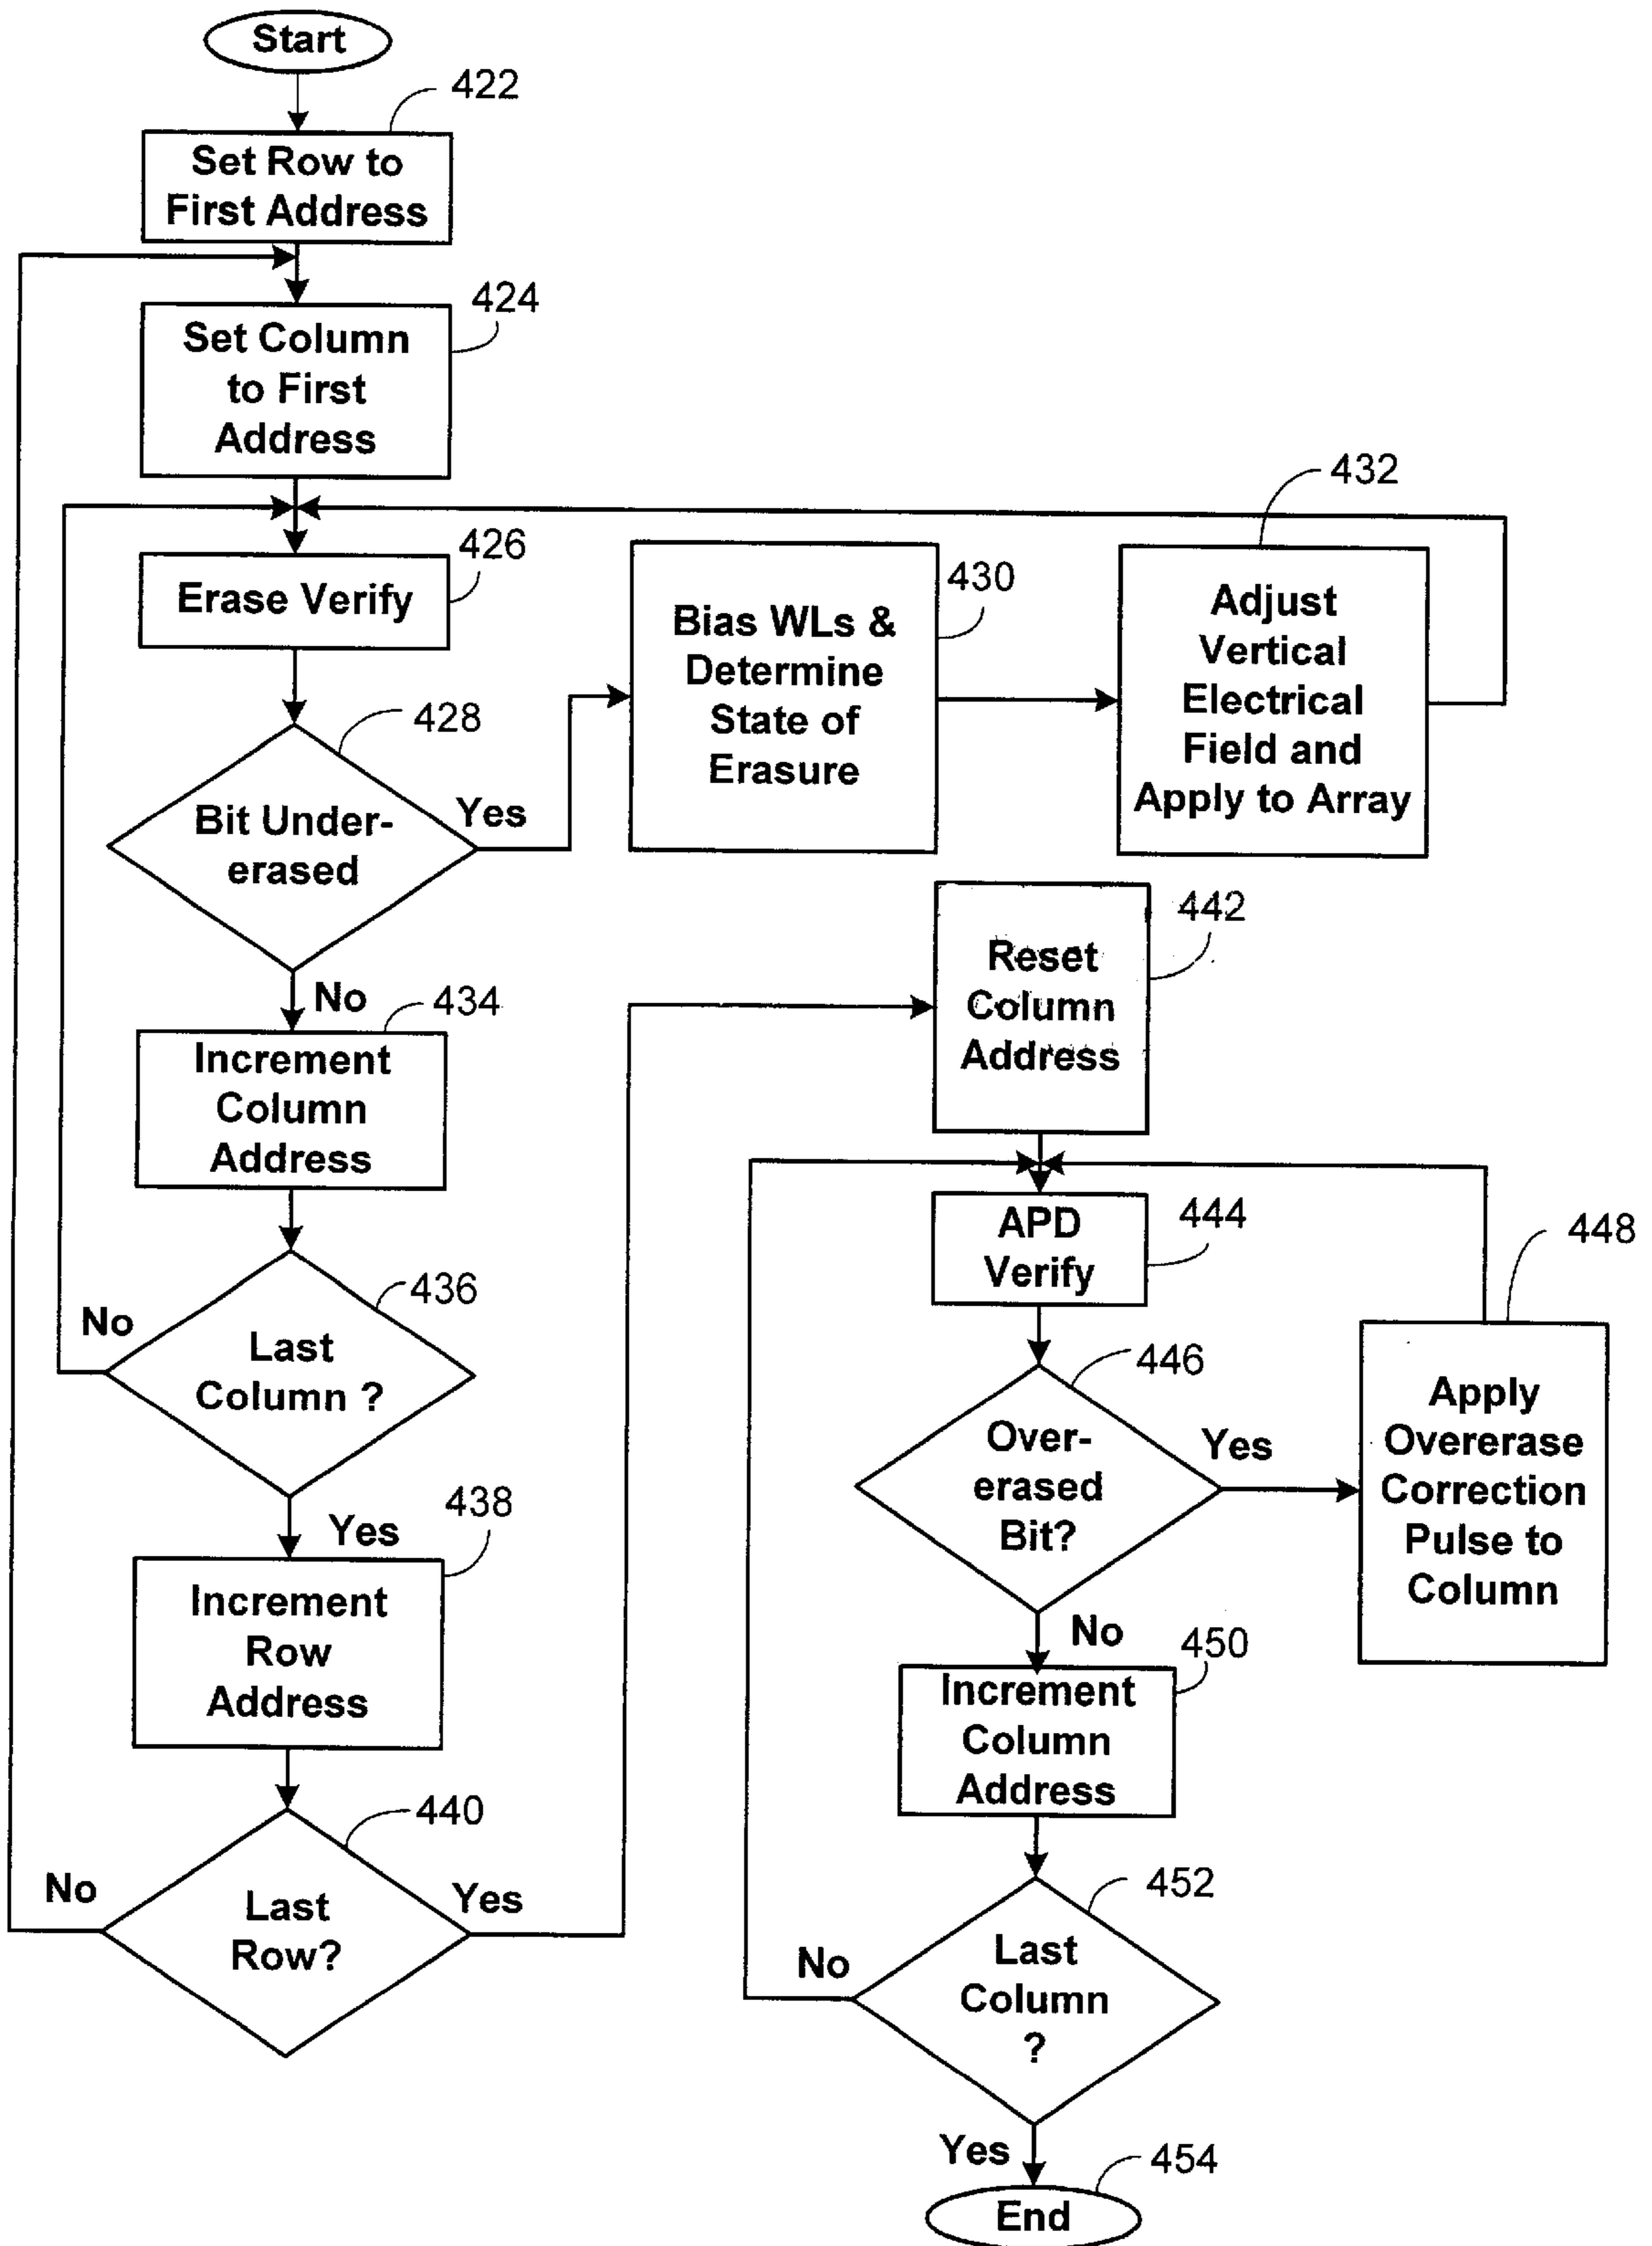 Start
422
Set Row to
First Address
424
Set Column
to First
Address
426
Erase Verify
428
Bit Under-
erased
Yes
No
430
Bias WLs &
Determine
State of
Erasure
432
Adjust
Vertical
Electrical
Field and
Apply to Array
434
Increment
Column
Address
436
Last
Column ?
No
Yes
438
Increment
Row
Address
440
Last
Row?
No
Yes
442
Reset
Column
Address
444
APD
Verify
446
Over-
erased
Bit?
Yes
No
448
Apply
Overerase
Correction
Pulse to
Column
450
Increment
Column
Address
452
Last
Column
?
No
Yes
454
End